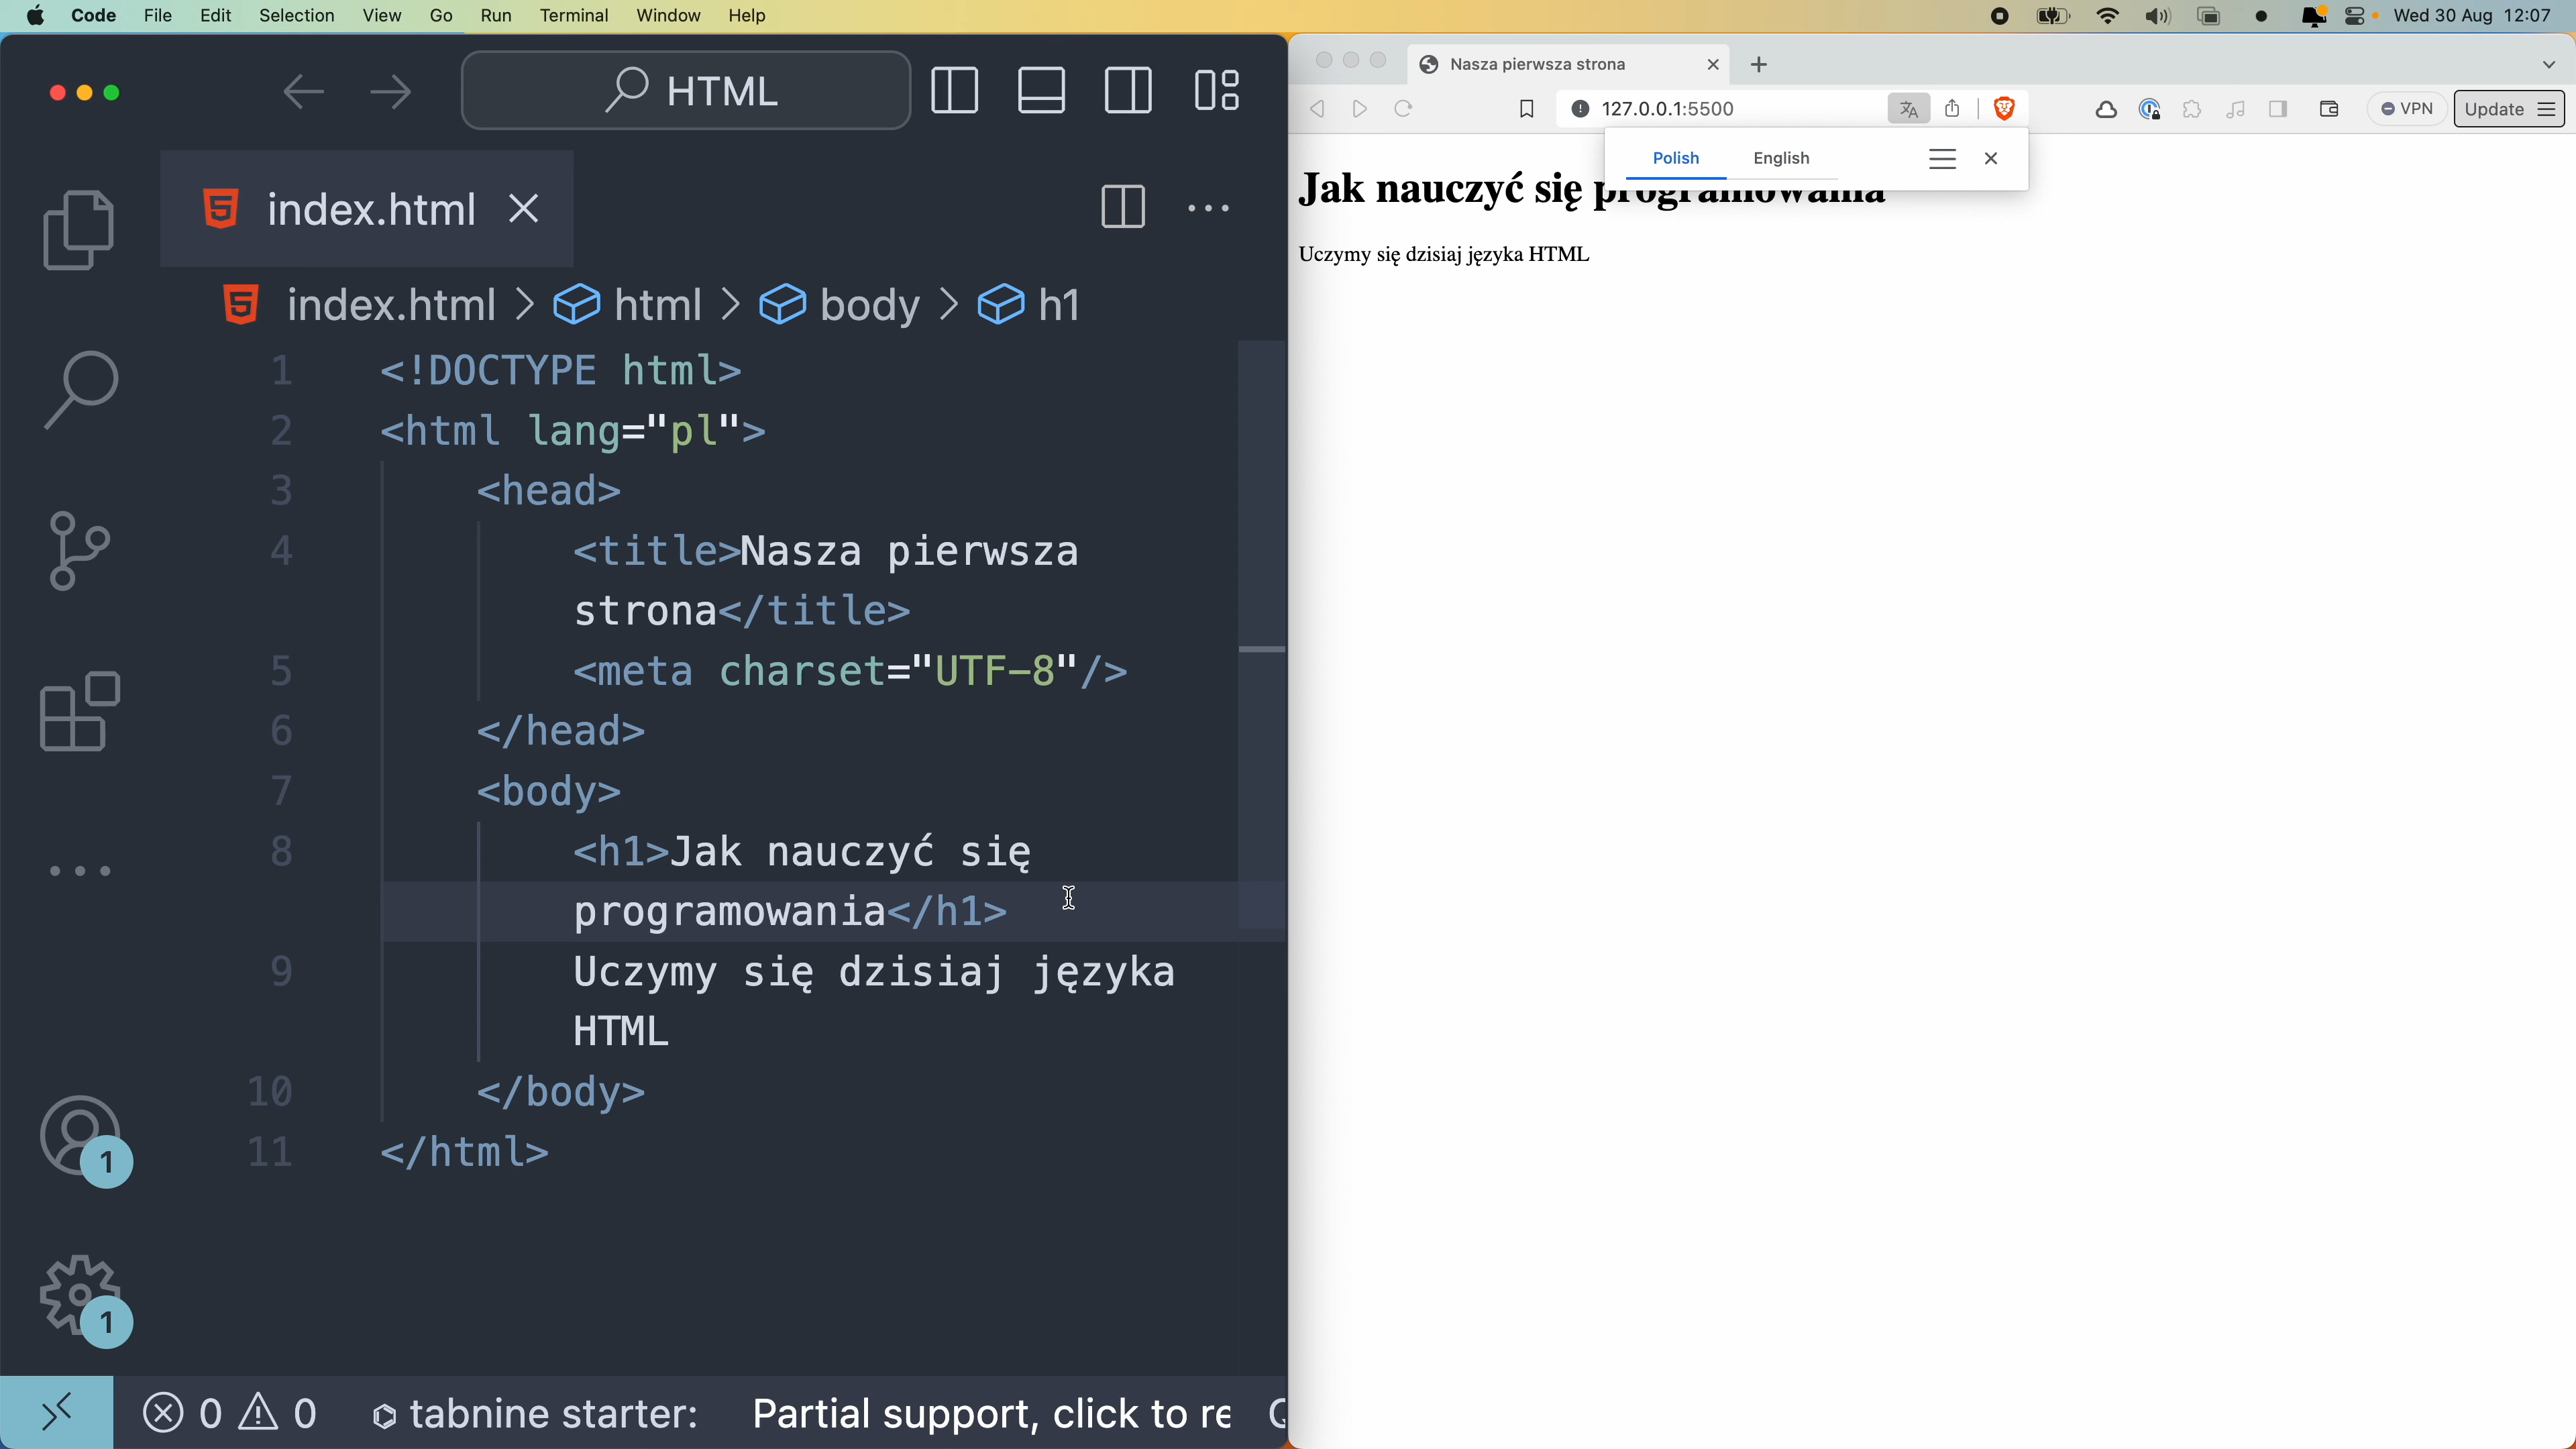 Code File Edit Selection View Go Run Terminal Window Help
Wed 30 Aug 12:07
HTML
index.html
index.html > html > body > h1
1 <!DOCTYPE html>
2 <html lang="pl">
3 <head>
4 <title>Nasza pierwsza
strona</title>
5 <meta charset="UTF-8"/>
6 </head>
7 <body>
8 <h1>Jak nauczyć się
programowania</h1>
9 Uczymy się dzisiaj języka
HTML
10 </body>
11 </html>
1
1
0 0 tabnine starter: Partial support, click to re
Nasza pierwsza strona
127.0.0.1:5500
VPN
Update
Polish English
Jak nauczyć się programowania
Uczymy się dzisiaj języka HTML